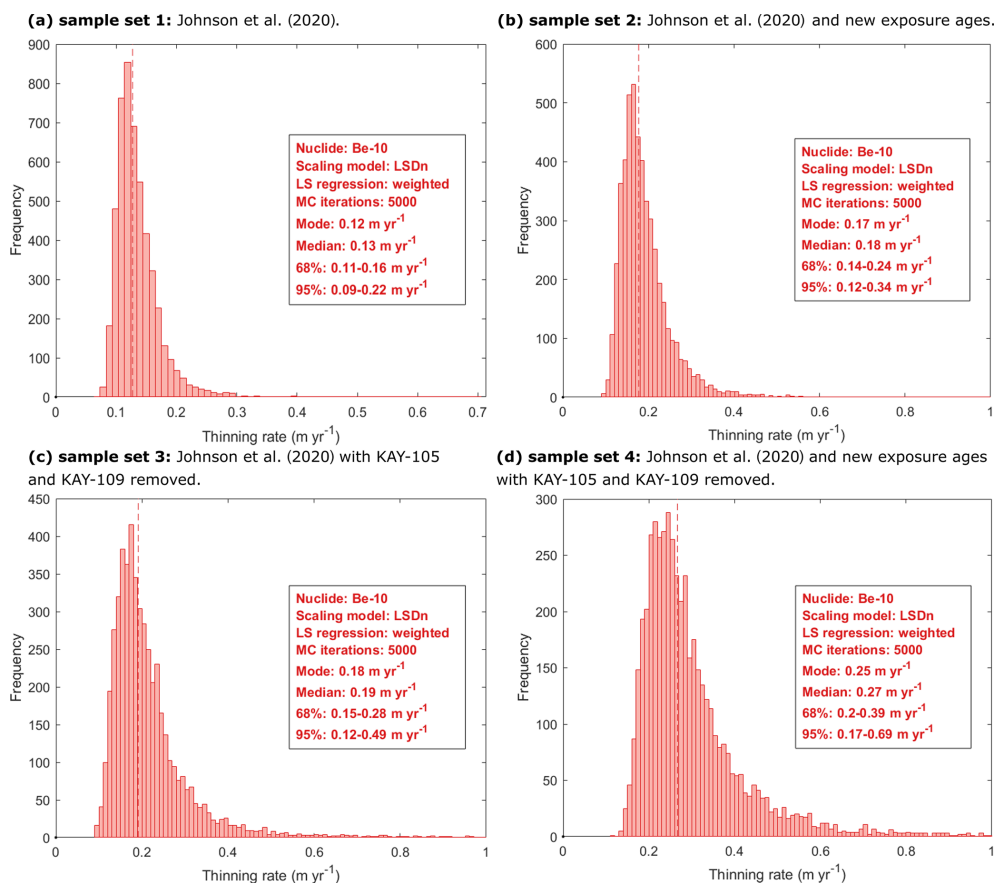 (a) sample set 1: Johnson et al. (2020).
900
800
700
600
500
400
300
200
100
0
Frequency
Nuclide: Be-10
Scaling model: LSDn
LS regression: weighted
MC iterations: 5000
Mode: 0.12 m yr-1
Median: 0.13 m yr-1
68%: 0.11-0.16 m yr-1
95%: 0.09-0.22 m yr-1
0 0.1 0.2 0.3 0.4 0.5 0.6 0.7
Thinning rate (m yr-1)
(b) sample set 2: Johnson et al. (2020) and new exposure ages.
600
500
400
300
200
100
0
Frequency
Nuclide: Be-10
Scaling model: LSDn
LS regression: weighted
MC iterations: 5000
Mode: 0.17 m yr-1
Median: 0.18 m yr-1
68%: 0.14-0.24 m yr-1
95%: 0.12-0.34 m yr-1
0 0.2 0.4 0.6 0.8 1
Thinning rate (m yr-1)
(c) sample set 3: Johnson et al. (2020) with KAY-105
and KAY-109 removed.
450
400
350
300
250
200
150
100
50
0
Frequency
Nuclide: Be-10
Scaling model: LSDn
LS regression: weighted
MC iterations: 5000
Mode: 0.18 m yr-1
Median: 0.19 m yr-1
68%: 0.15-0.28 m yr-1
95%: 0.12-0.49 m yr-1
0 0.2 0.4 0.6 0.8 1
Thinning rate (m yr-1)
(d) sample set 4: Johnson et al. (2020) and new exposure ages
with KAY-105 and KAY-109 removed.
300
250
200
150
100
50
0
Frequency
Nuclide: Be-10
Scaling model: LSDn
LS regression: weighted
MC iterations: 5000
Mode: 0.25 m yr-1
Median: 0.27 m yr-1
68%: 0.2-0.39 m yr-1
95%: 0.17-0.69 m yr-1
0 0.2 0.4 0.6 0.8 1
Thinning rate (m yr-1)